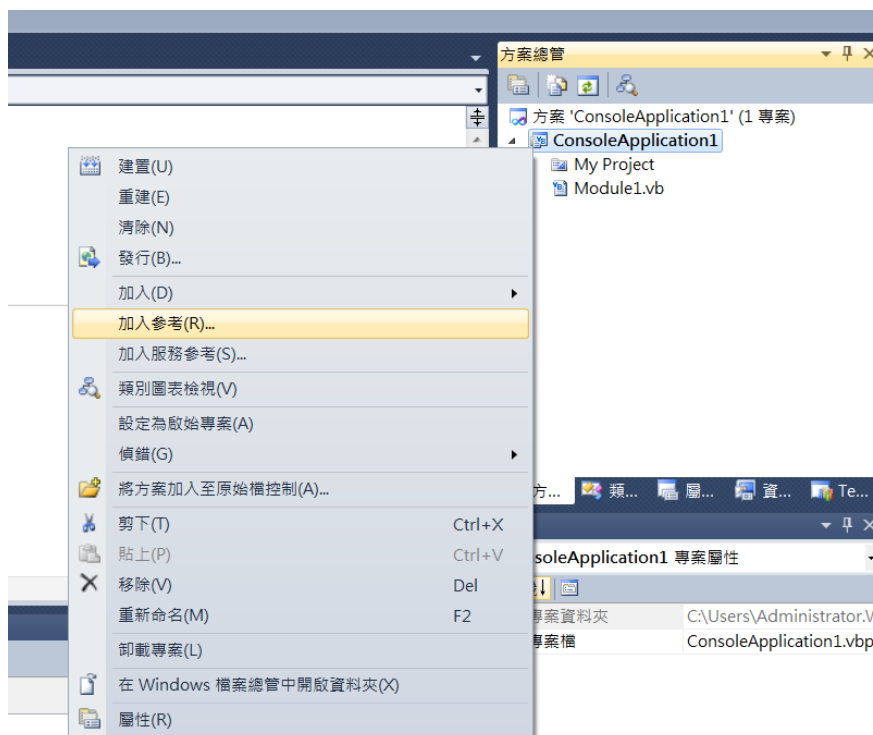 方案總管
方案 'ConsoleApplication1' (1 專案)
ConsoleApplication1
My Project
Module1.vb
建置(U)
重建(E)
清除(N)
發行(B)...
加入(D)
加入參考(R)...
加入服務參考(S)...
類別圖表檢視(V)
設定為啟始專案(A)
偵錯(G)
將方案加入至原始檔控制(A)...
剪下(T) Ctrl+X
貼上(P) Ctrl+V
移除(V) Del
重新命名(M) F2
卸載專案(L)
在 Windows 檔案總管中開啟資料夾(X)
屬性(R)
方... 類... 屬... 資... Te...
soleApplication1 專案屬性
專案資料夾 C:\Users\Administrator.W
專案檔 ConsoleApplication1.vbp